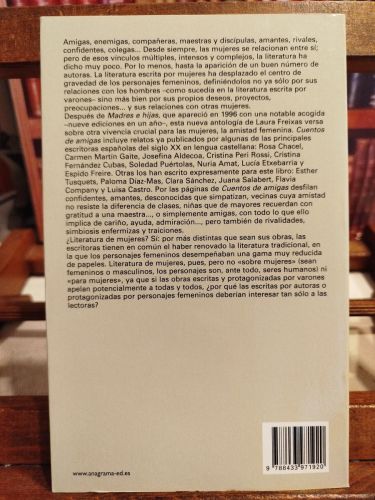 Amigas, enemigas, compañeras, maestras y discípulas, amantes, rivales,
confidentes, colegas... Desde siempre, las mujeres se relacionan entre sí;
pero de esos vínculos múltiples, intensos y complejos, la literatura ha
dicho muy poco. Por lo menos, hasta la aparición de un buen número de
autoras. La literatura escrita por mujeres ha desplazado el centro de
gravedad de los personajes femeninos, definiéndolos no ya sólo por sus
relaciones con los hombres –como sucedía en la literatura escrita por
varones– sino más bien por sus propios deseos, proyectos,
preocupaciones... y sus relaciones con otras mujeres.
Después de Madres e hijas, que apareció en 1996 con una notable acogida
–nueve ediciones en un año–, esta nueva antología de Laura Freixas versa
sobre otra vivencia crucial para las mujeres, la amistad femenina. Cuentos
de amigas incluye relatos ya publicados por algunas de las principales
escritoras españolas del siglo XX en lengua castellana: Rosa Chacel,
Carmen Martín Gaite, Josefina Aldecoa, Cristina Peri Rossi, Cristina
Fernández Cubas, Soledad Puértolas, Nuria Amat, Lucía Etxebarria y
Espido Freire. Otros los han escrito expresamente para este libro: Esther
Tusquets, Paloma Díaz-Mas, Clara Sánchez, Juana Salabert, Flavia
Company y Luisa Castro. Por las páginas de Cuentos de amigas desfilan
confidentes, amantes, desconocidas que simpatizan, vecinas cuya amistad
no resiste la diferencia de clases, niñas que de mayores recuerdan con
gratitud a una maestra..., o simplemente amigas, con todo lo que ello
implica de cariño, ayuda, admiración..., pero también de rivalidades,
simbiosis enfermizas y traiciones.
¿Literatura de mujeres? Sí: por más distintas que sean sus obras, las
escritoras tienen en común el haber renovado la literatura tradicional, en
la que los personajes femeninos desempeñaban una gama muy reducida
de papeles. Literatura de mujeres, pues, pero no «sobre mujeres» (sean
femeninos o masculinos, los personajes son, ante todo, seres humanos) ni
«para mujeres», ya que si las obras escritas y protagonizadas por varones
apelan potencialmente a todas y todos, ¿por qué las escritas por autoras o
protagonizadas por personajes femeninos deberían interesar tan sólo a las
lectoras?
www.anagrama-ed.es
9 788433 971920